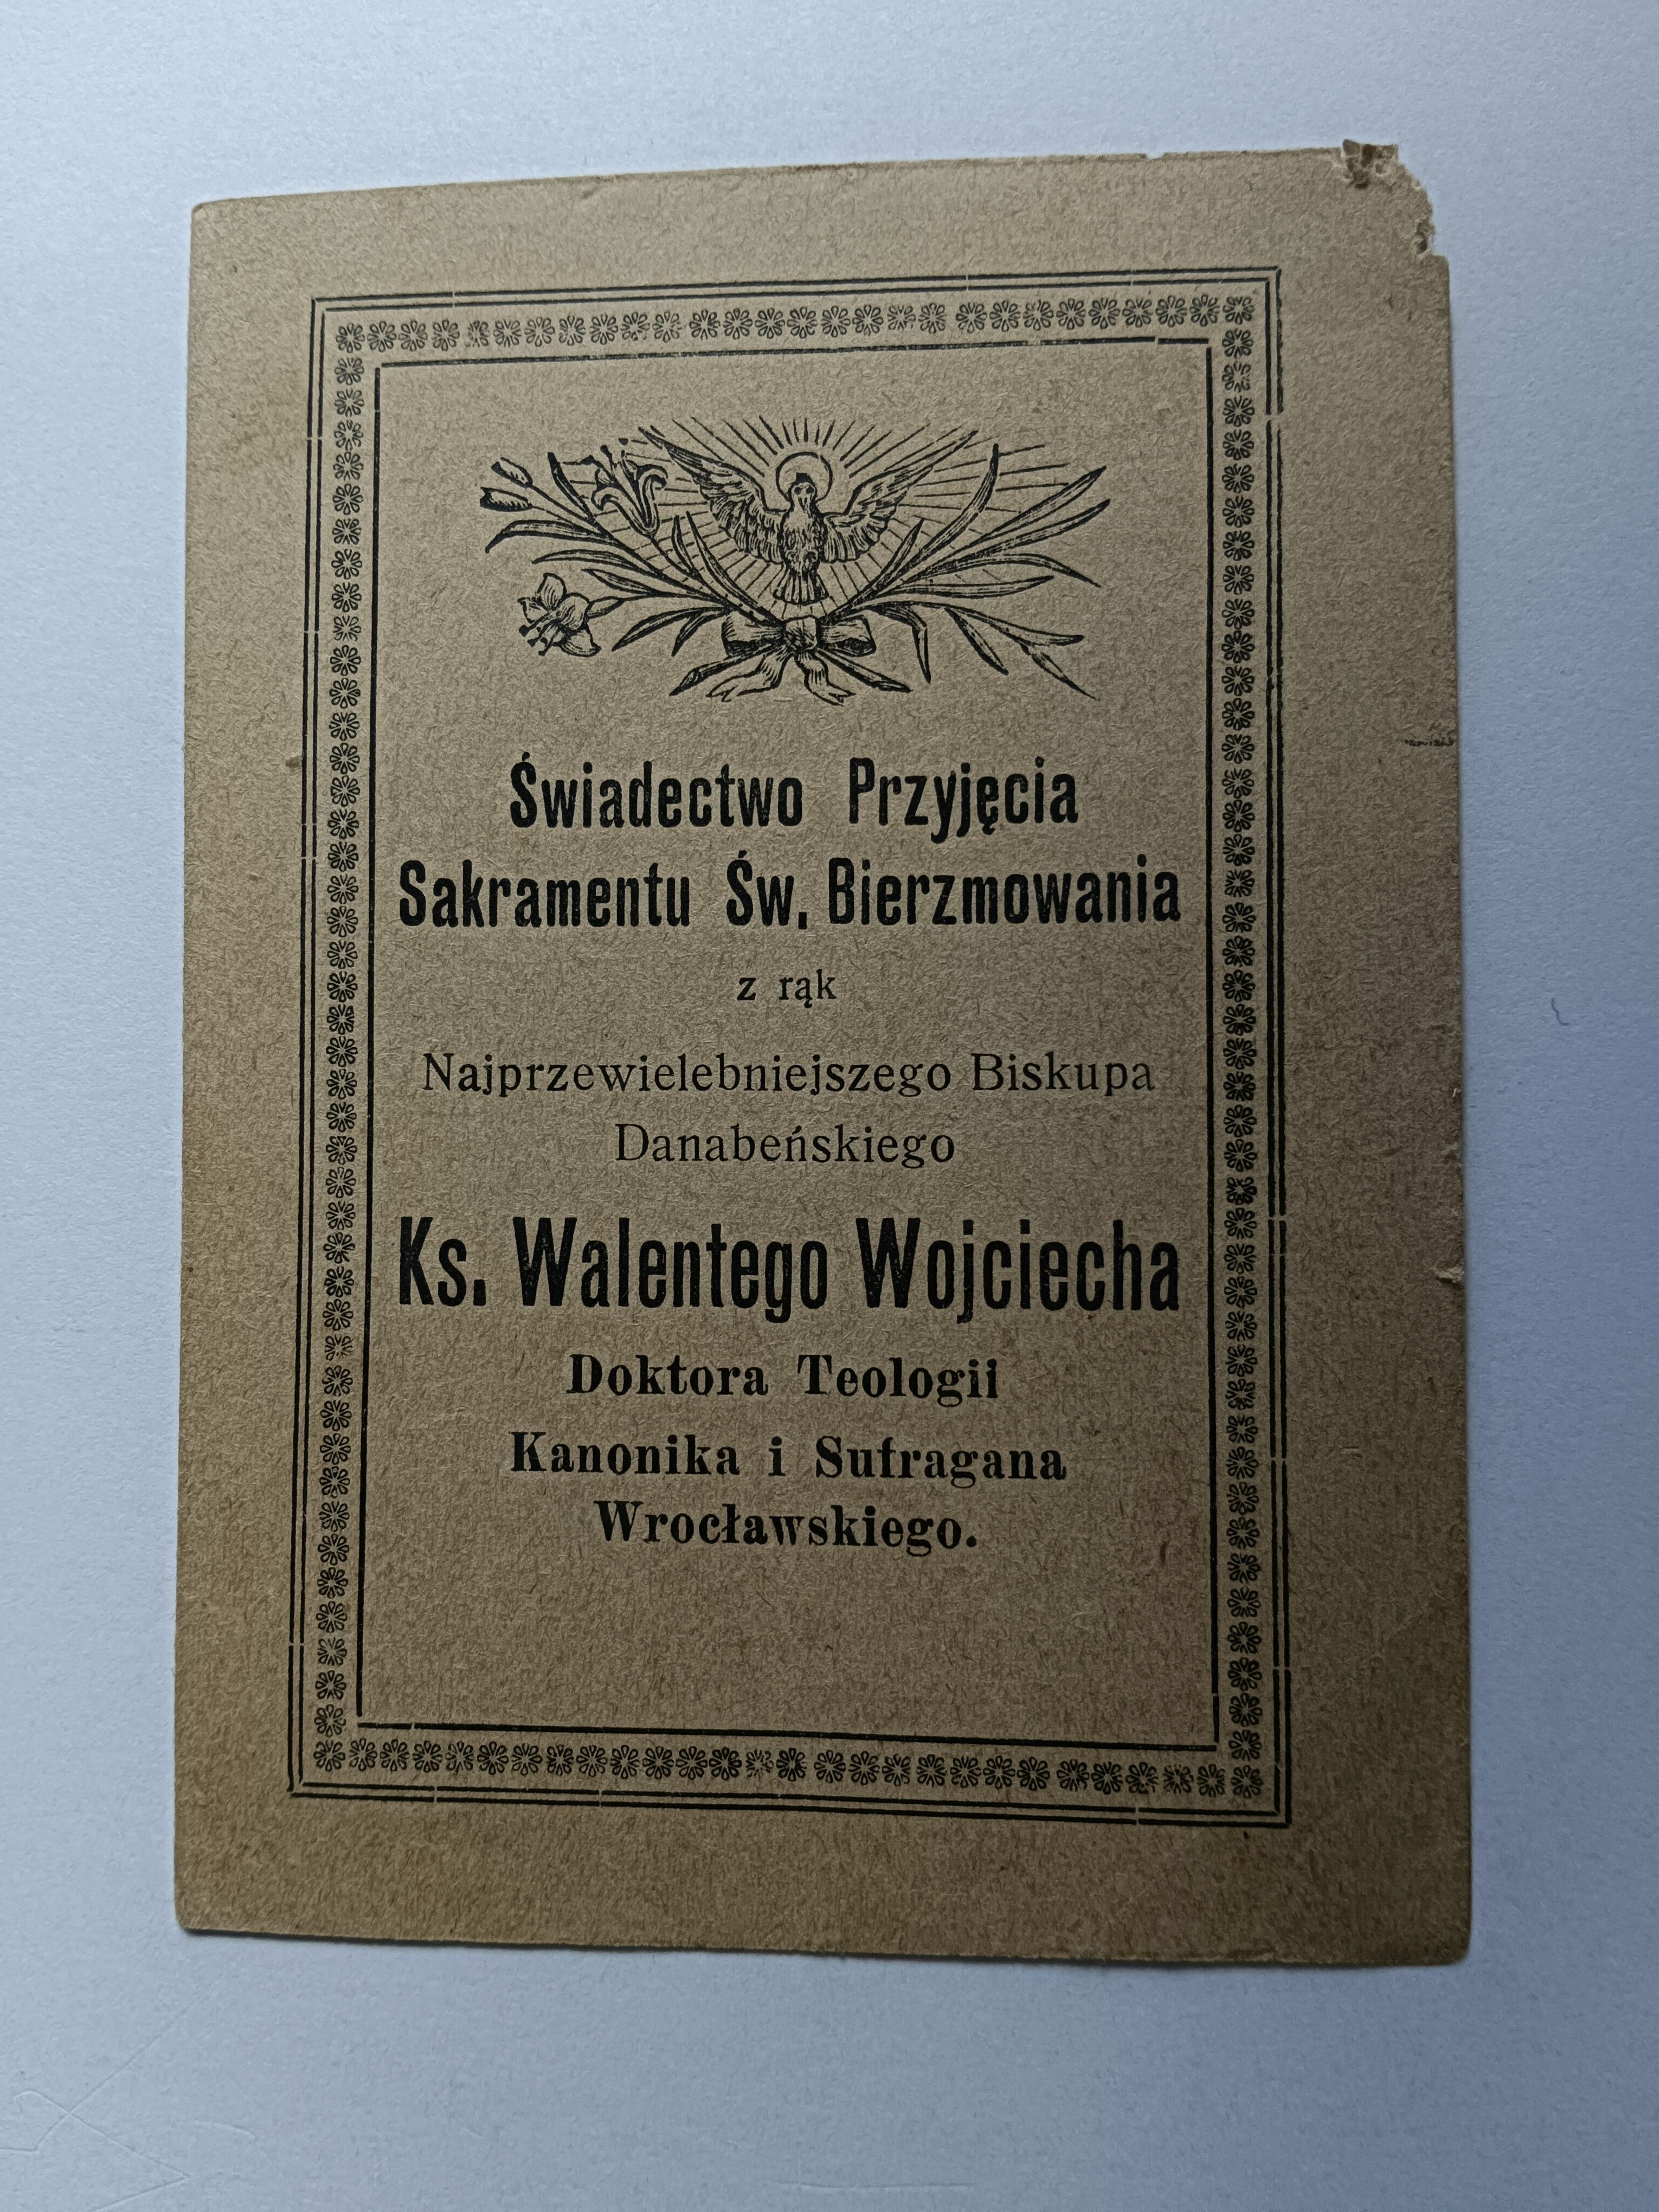 Świadectwo Przyjęcia
Sakramentu Św. Bierzmowania
z rąk
Najprzewielebniejszego Biskupa
Danabeńskiego
Ks. Walentego Wojciecha
Doktora Teologii
Kanonika i Sufragana
Wrocławskiego.